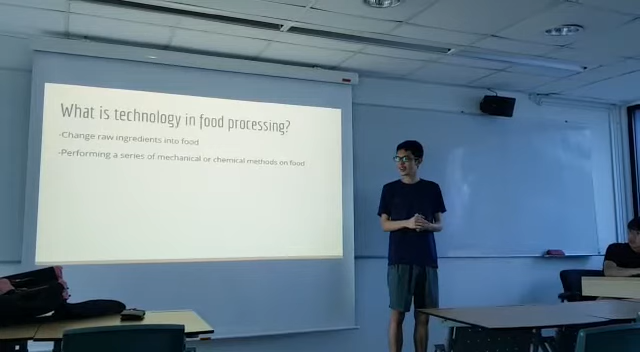 What is technology in food processing?
-Change raw ingredients into food
-Performing a series of mechanical or chemical methods on food